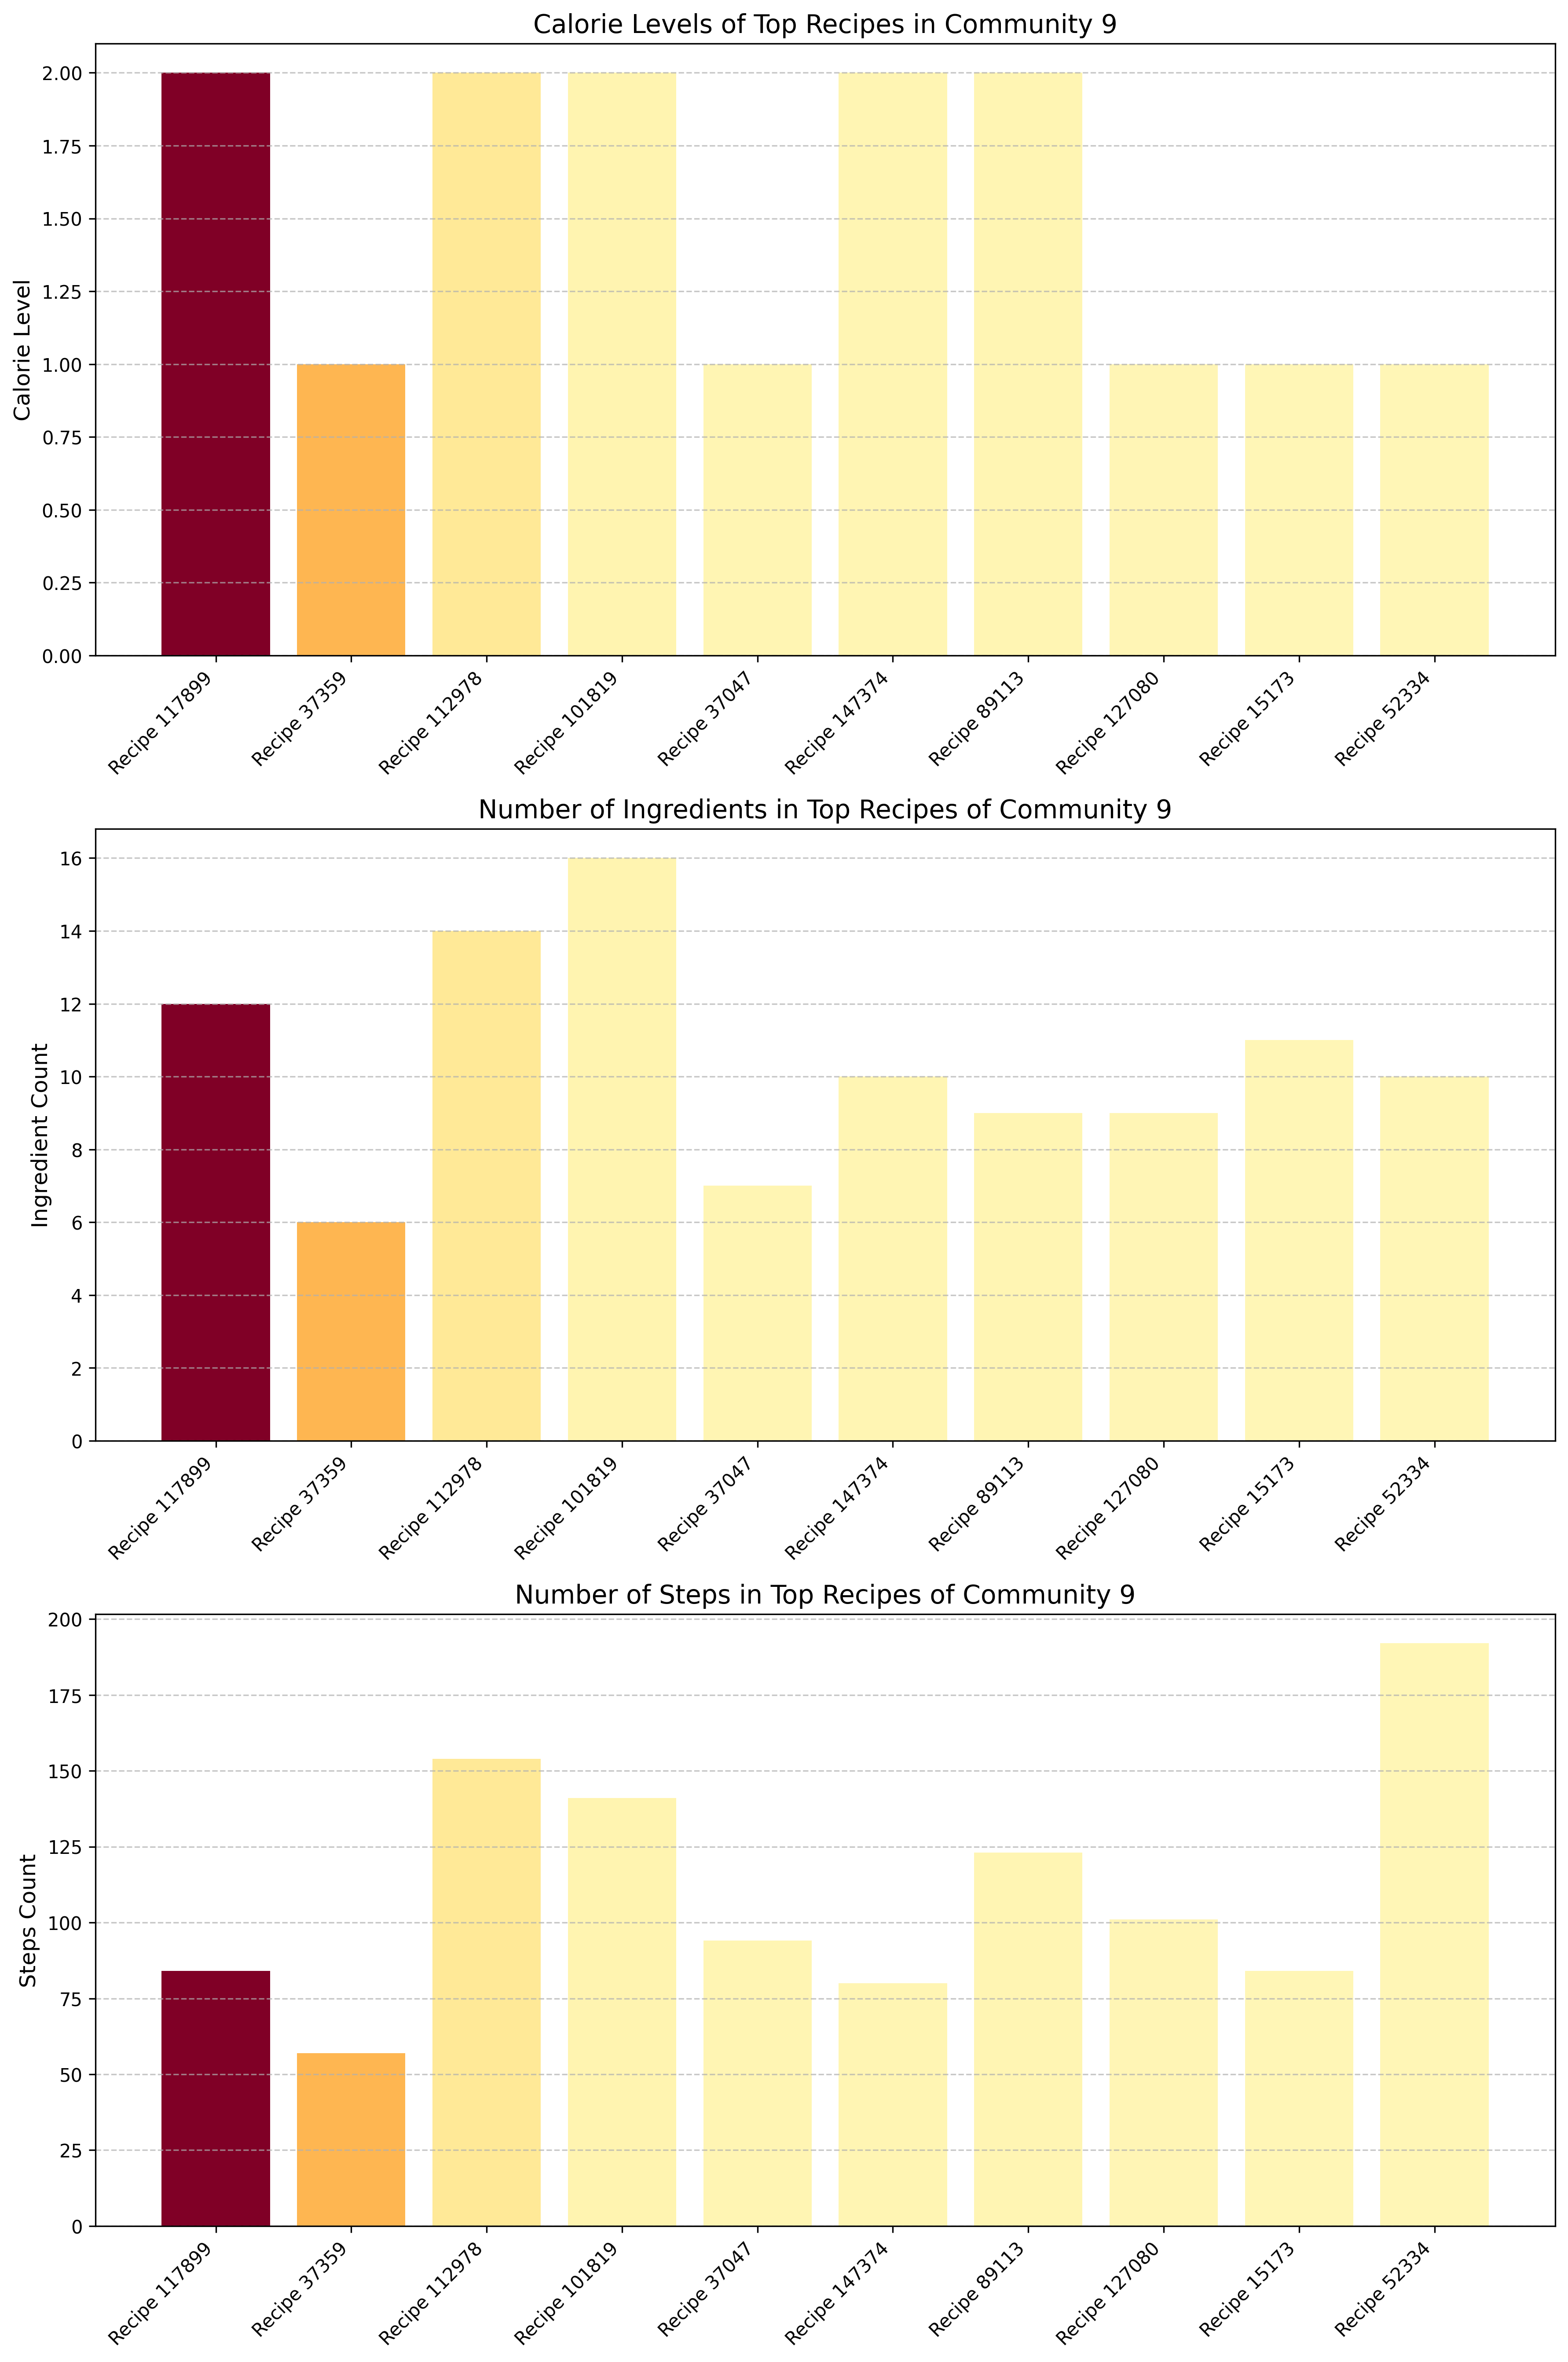 Calorie Levels of Top Recipes in Community 9
Calorie Level
2.00
1.75
1.50
1.25
1.00
0.75
0.50
0.25
0.00
Recipe 117899
Recipe 37359
Recipe 112978
Recipe 101819
Recipe 37047
Recipe 147374
Recipe 89113
Recipe 127080
Recipe 15173
Recipe 52334
Number of Ingredients in Top Recipes of Community 9
Ingredient Count
16
14
12
10
8
6
4
2
0
Recipe 117899
Recipe 37359
Recipe 112978
Recipe 101819
Recipe 37047
Recipe 147374
Recipe 89113
Recipe 127080
Recipe 15173
Recipe 52334
Number of Steps in Top Recipes of Community 9
Steps Count
200
175
150
125
100
75
50
25
0
Recipe 117899
Recipe 37359
Recipe 112978
Recipe 101819
Recipe 37047
Recipe 147374
Recipe 89113
Recipe 127080
Recipe 15173
Recipe 52334